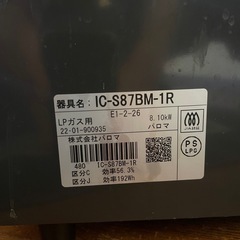 器具名: IC-S87BM-1R
E1-2-26
LPガス用 8.10kW
22·01-900935 パロマ
株式会社パロマ
480 IC-S87BM-1R
区分C 効率56.3%
区分J 効率192Wh
PS
LPG